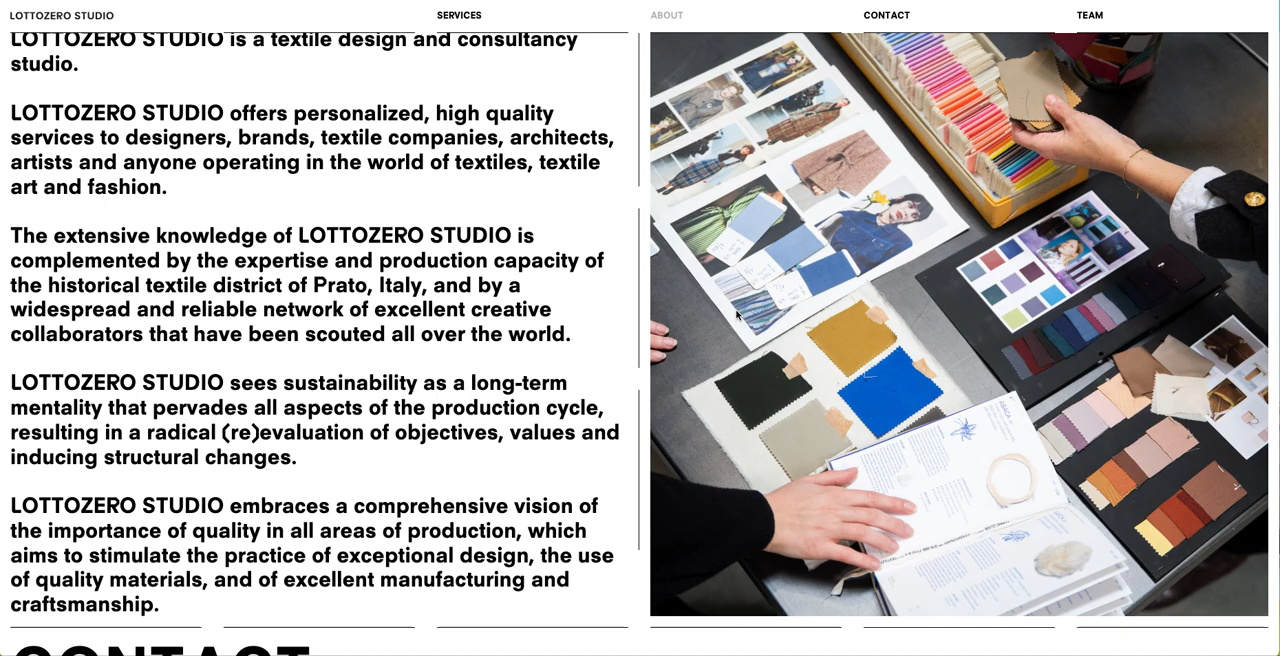 LOTTOZERO STUDIO
SERVICES
ABOUT
CONTACT
TEAM
LOTTOZERO STUDIO is a textile design and consultancy
studio.
LOTTOZERO STUDIO offers personalized, high quality
services to designers, brands, textile companies, architects,
artists and anyone operating in the world of textiles, textile
art and fashion.
The extensive knowledge of LOTTOZERO STUDIO is
complemented by the expertise and production capacity of
the historical textile district of Prato, Italy, and by a
widespread and reliable network of excellent creative
collaborators that have been scouted all over the world.
LOTTOZERO STUDIO sees sustainability as a long-term
mentality that pervades all aspects of the production cycle,
resulting in a radical (re)evaluation of objectives, values and
inducing structural changes.
LOTTOZERO STUDIO embraces a comprehensive vision of
the importance of quality in all areas of production, which
aims to stimulate the practice of exceptional design, the use
of quality materials, and of excellent manufacturing and
craftsmanship.
CONTACT